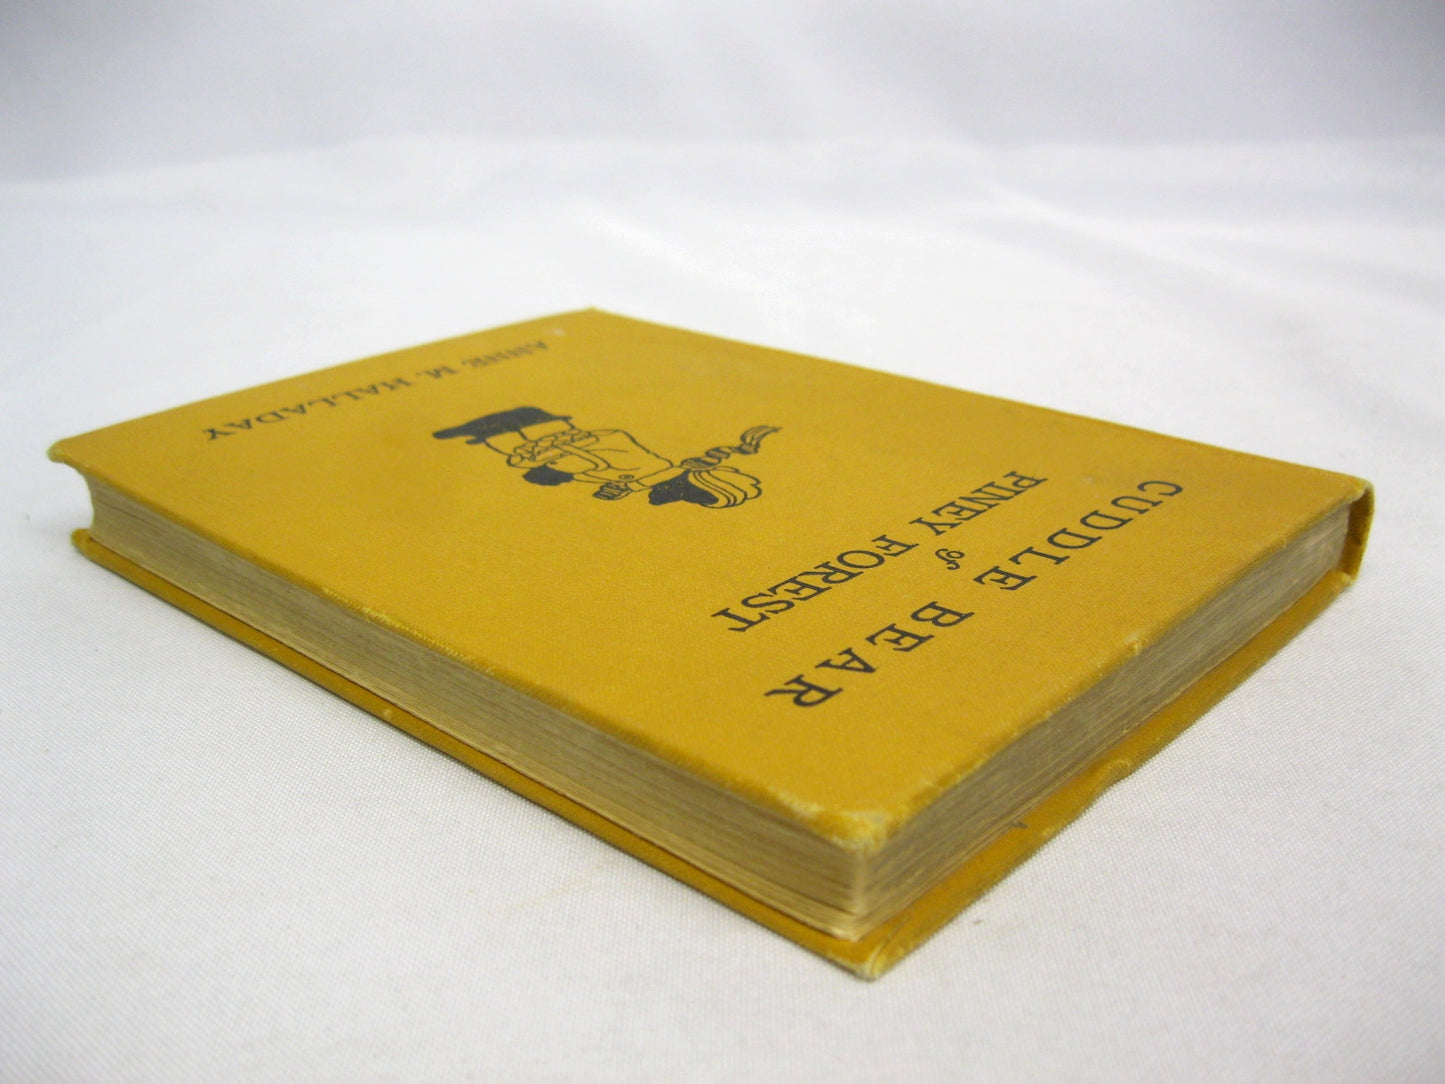 CUDDLE BEAR
of
PINEY FOREST
ANNE M. HALLADAY